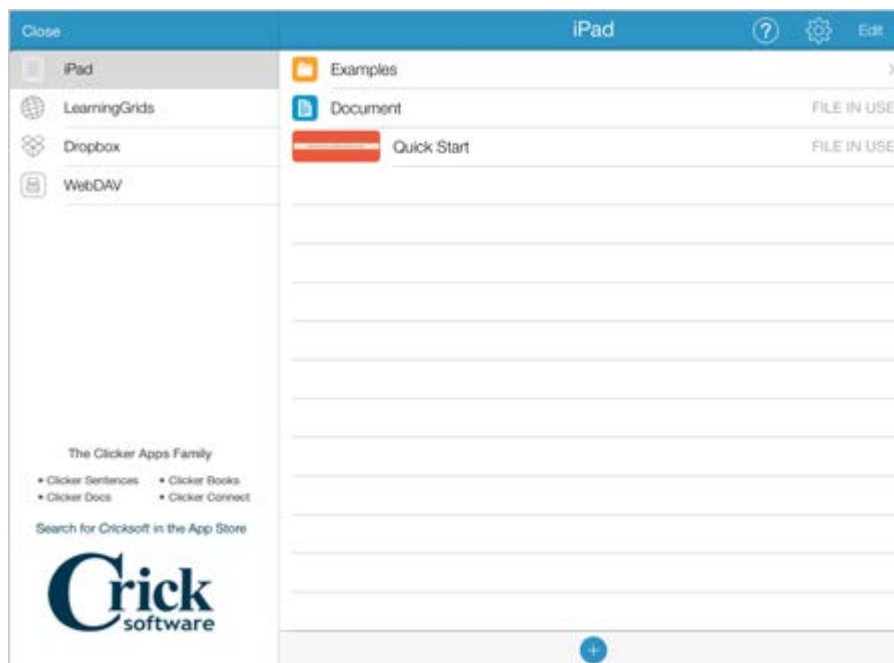 Close
iPad
Edit
iPad
LearningGrids
Dropbox
WebDAV
Examples
Document FILE IN USE
Quick Start FILE IN USE
The Clicker Apps Family
• Clicker Sentences • Clicker Books
• Clicker Docs • Clicker Connect
Search for Cricksoft in the App Store
Crick
software